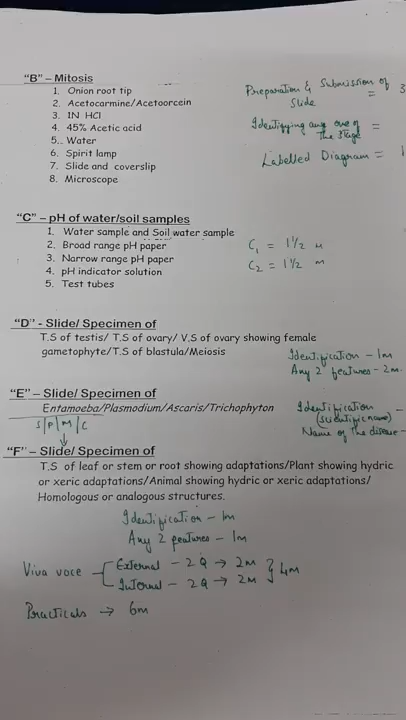 "B" – Mitosis
1. Onion root tip
2. Acetocarmine/Acetoorcein
3. 1N HCl
4. 45% Acetic acid
5.. Water
6. Spirit lamp
7. Slide and coverslip
8. Microscope
Preparation & Submission of
Slide = 3
Identifying any one of
the stage =
Labelled Diagram = 1
"C" – pH of water/soil samples
1. Water sample and Soil water sample
2. Broad range pH paper
3. Narrow range pH paper
4. pH indicator solution
5. Test tubes
C1 = 1 1/2 M
C2 = 1 1/2 m
"D" - Slide/ Specimen of
T.S of testis/ T.S of ovary/ V.S of ovary showing female
gametophyte/T.S of blastula/Meiosis
Identification - 1m
Any 2 features - 2m.
"E" – Slide/ Specimen of
Entamoeba/Plasmodium/Ascaris/Trichophyton
S|P|M|C
Identification -
(scientific name)
Name of the disease -
"F" – Slide/ Specimen of
T.S of leaf or stem or root showing adaptations/Plant showing hydric
or xeric adaptations/Animal showing hydric or xeric adaptations/
Homologous or analogous structures.
Identification - 1m
Any 2 features - 1m
Viva voce
External - 2 Q → 2m
Internal - 2 Q → 2m
4m
Practicals → 6m